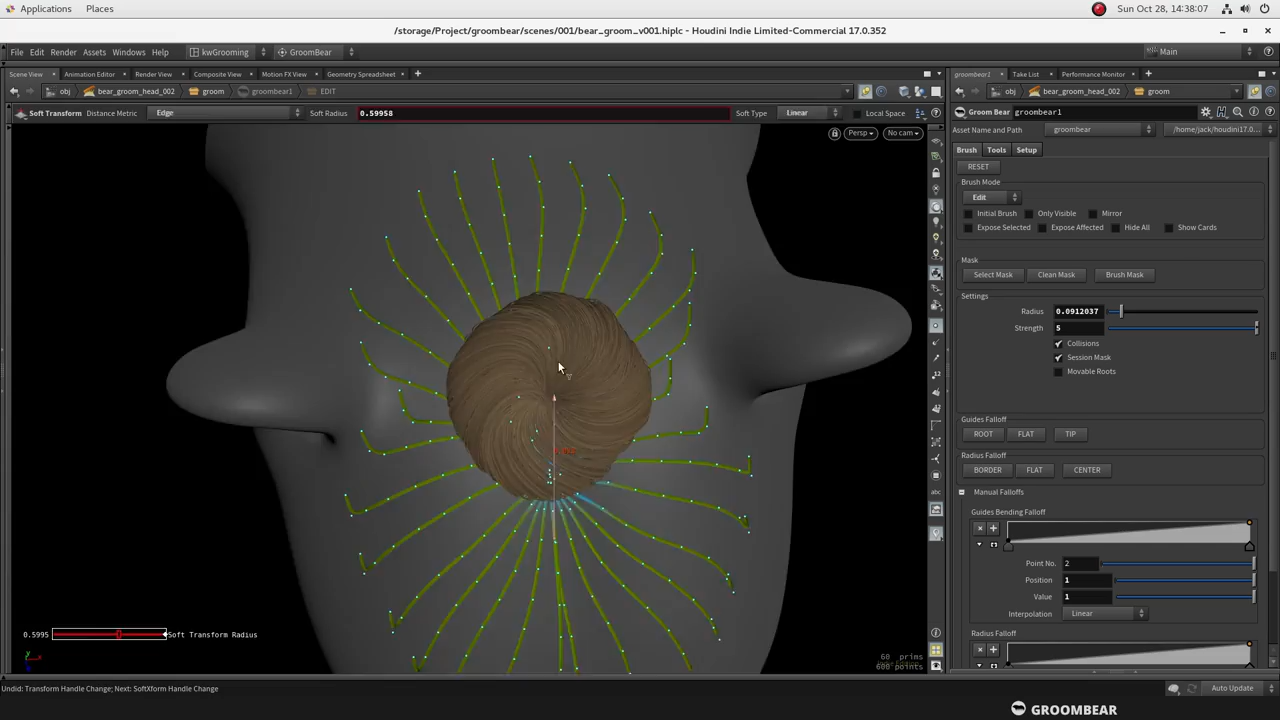 Applications Places Sun Oct 28, 14:38:07
/storage/Project/groombear/scenes/001/bear_groom_v001.hiplc - Houdini Indie Limited-Commercial 17.0.352
File Edit Render Assets Windows Help kwGrooming GroomBear Main
Scene View Animation Editor Render View Composite View Motion FX View Geometry Spreadsheet groombear1 Take List Performance Monitor
obj bear_groom_head_002 groom groombear1 EDIT obj bear_groom_head_002 groom
Soft Transform Distance Metric Edge Soft Radius 0.59958 Soft Type Linear Local Space Groom Bear groombear1
Asset Name and Path groombear /home/jack/houdini17.0...
Persp No cam
Brush Tools Setup
RESET
Brush Mode
Edit
Initial Brush Only Visible Mirror
Expose Selected Expose Affected Hide All Show Cards
Mask
Select Mask Clean Mask Brush Mask
Settings
Radius 0.0912037
Strength 5
Collisions
Session Mask
Movable Roots
Guides Falloff
ROOT FLAT TIP
Radius Falloff
BORDER FLAT CENTER
abc
Manual Falloffs
Guides Bending Falloff
Point No. 2
Position 1
Value 1
Interpolation Linear
Radius Falloff
0.5995 Soft Transform Radius
60 prims
600 points
Undid: Transform Handle Change; Next: SoftXform Handle Change Auto Update
GROOMBEAR